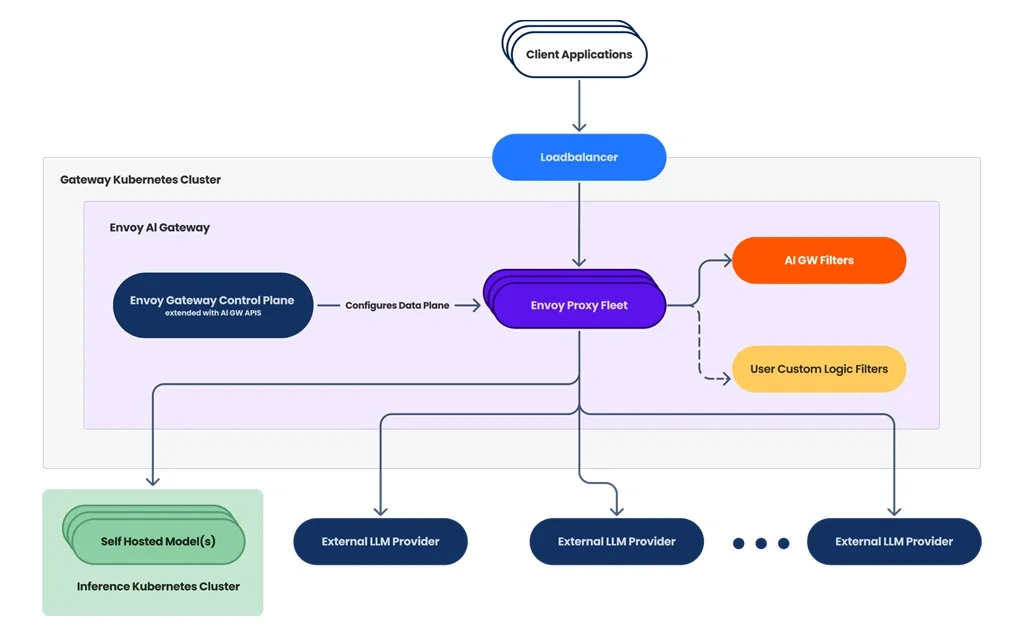 Client Applications
Loadbalancer
Gateway Kubernetes Cluster
Envoy AI Gateway
AI GW Filters
Envoy Gateway Control Plane
extended with AI GW APIS
Configures Data Plane
Envoy Proxy Fleet
User Custom Logic Filters
Self Hosted Model(s)
External LLM Provider
External LLM Provider
External LLM Provider
Inference Kubernetes Cluster